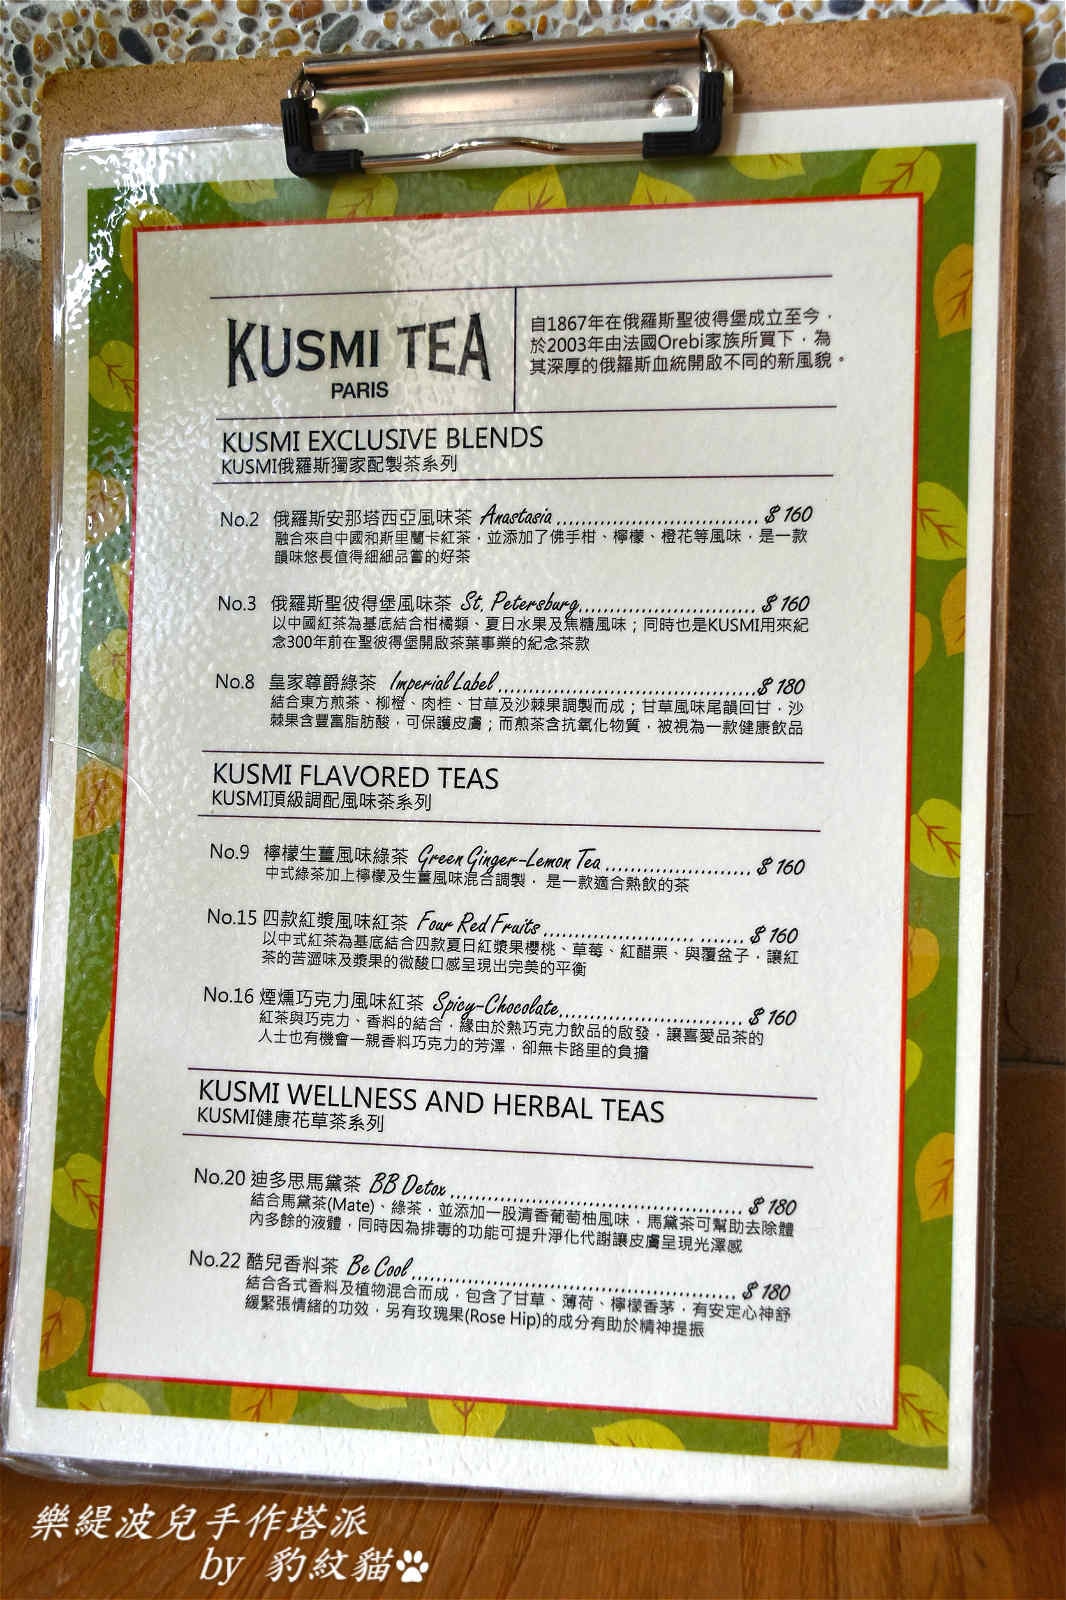 KUSMI TEA
PARIS
自1867年在俄羅斯聖彼得堡成立至今，
於2003年由法國Orebi家族所買下，為
其深厚的俄羅斯血統開啟不同的新風貌。
KUSMI EXCLUSIVE BLENDS
KUSMI俄羅斯獨家配製茶系列
No.2 俄羅斯安那塔西亞風味茶 Anastasia .............................. $ 160
融合來自中國和斯里蘭卡紅茶，並添加了佛手柑、檸檬、橙花等風味，是一款
韻味悠長值得細細品嘗的好茶
No.3 俄羅斯聖彼得堡風味茶 St. Petersburg.......................... $ 160
以中國紅茶為基底結合柑橘類、夏日水果及焦糖風味；同時也是KUSMI用來紀
念300年前在聖彼得堡開啟茶葉事業的紀念茶款
No.8 皇家尊爵綠茶 Imperial Label ......................................$ 180
結合東方煎茶、柳橙、肉桂、甘草及沙棘果調製而成；甘草風味尾韻回甘，沙
棘果含豐富脂肪酸，可保護皮膚；而煎茶含抗氧化物質，被視為一款健康飲品
KUSMI FLAVORED TEAS
KUSMI頂級調配風味茶系列
No.9 檸檬生薑風味綠茶 Green Ginger-Lemon Tea ...................... $ 160
中式綠茶加上檸檬及生薑風味混合調製， 是一款適合熱飲的茶
No.15 四款紅漿風味紅茶 Four Red Fruits ....................... ....... $ 160
以中式紅茶為基底結合四款夏日紅漿果櫻桃、草莓、紅醋栗、與覆盆子，讓紅
茶的苦澀味及漿果的微酸口感呈現出完美的平衡
No.16 煙燻巧克力風味紅茶 Spicy-Chocolate........................... $ 160
紅茶與巧克力、香料的結合，緣由於熱巧克力飲品的啟發，讓喜愛品茶的
人士也有機會一親香料巧克力的芳澤，卻無卡路里的負擔
KUSMI WELLNESS AND HERBAL TEAS
KUSMI健康花草茶系列
No.20 迪多思馬黛茶 BB Detox ........................................... $ 180
結合馬黛茶(Mate)、綠茶，並添加一股清香葡萄柚風味，馬黛茶可幫助去除體
內多餘的液體，同時因為排毒的功能可提升淨化代謝讓皮膚呈現光澤感
No.22 酷兒香料茶 Be Cool ................................................ $ 180
結合各式香料及植物混合而成，包含了甘草、薄荷、檸檬香茅，有安定心神舒
緩緊張情緒的功效，另有玫瑰果(Rose Hip)的成分有助於精神提振
樂緹波兒手作塔派
by 豹紋貓